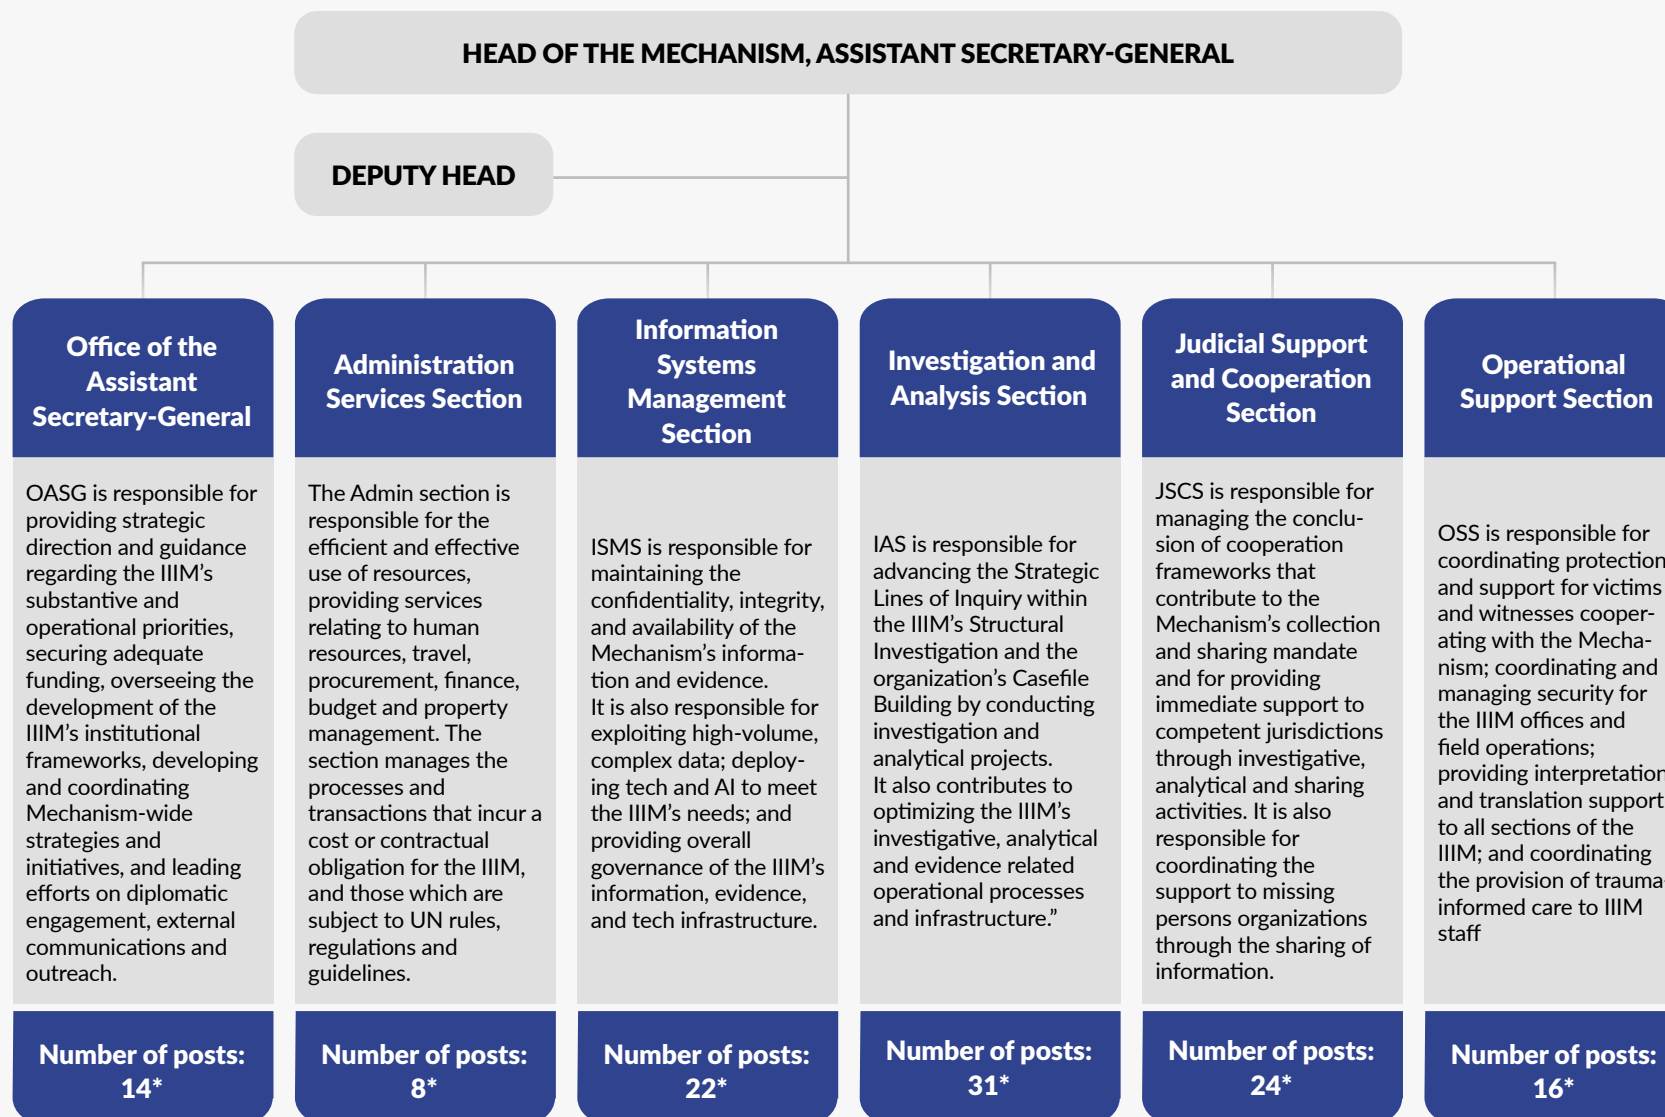 HEAD OF THE MECHANISM, ASSISTANT SECRETARY-GENERAL
DEPUTY HEAD
Office of the
Assistant
Secretary-General
OASG is responsible for
providing strategic
direction and guidance
regarding the IIIM’s
substantive and
operational priorities,
securing adequate
funding, overseeing the
development of the
IIIM’s institutional
frameworks, developing
and coordinating
Mechanism-wide
strategies and
initiatives, and leading
efforts on diplomatic
engagement, external
communications and
outreach.
Number of posts:
14*
Administration
Services Section
The Admin section is
responsible for the
efficient and effective
use of resources,
providing services
relating to human
resources, travel,
procurement, finance,
budget and property
management. The
section manages the
processes and
transactions that incur a
cost or contractual
obligation for the IIIM,
and those which are
subject to UN rules,
regulations and
guidelines.
Number of posts:
8*
Information
Systems
Management
Section
ISMS is responsible for
maintaining the
confidentiality, integrity,
and availability of the
Mechanism’s informa-
tion and evidence.
It is also responsible for
exploiting high-volume,
complex data; deploy-
ing tech and AI to meet
the IIIM’s needs; and
providing overall
governance of the IIIM’s
information, evidence,
and tech infrastructure.
Number of posts:
22*
Investigation and
Analysis Section
IAS is responsible for
advancing the Strategic
Lines of Inquiry within
the IIIM’s Structural
Investigation and the
organization’s Casefile
Building by conducting
investigation and
analytical projects.
It also contributes to
optimizing the IIIM’s
investigative, analytical
and evidence related
operational processes
and infrastructure.”
Number of posts:
31*
Judicial Support
and Cooperation
Section
JSCS is responsible for
managing the conclu-
sion of cooperation
frameworks that
contribute to the
Mechanism’s collection
and sharing mandate
and for providing
immediate support to
competent jurisdictions
through investigative,
analytical and sharing
activities. It is also
responsible for
coordinating the
support to missing
persons organizations
through the sharing of
information.
Number of posts:
24*
Operational
Support Section
OSS is responsible for
coordinating protection
and support for victims
and witnesses cooper-
ating with the Mecha-
nism; coordinating and
managing security for
the IIIM offices and
field operations;
providing interpretation
and translation support
to all sections of the
IIIM; and coordinating
the provision of trauma-
informed care to IIIM
staff
Number of posts:
16*